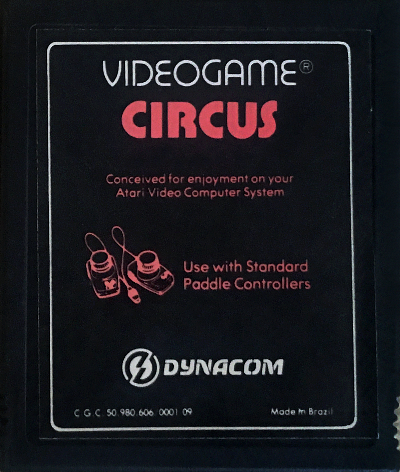 VIDEOGAME®
CIRCUS
Conceived for enjoyment on your
Atari Video Computer System
Use with Standard
Paddle Controllers
DYNACOM
C.G.C. 50.980.606.0001.09
Made In Brazil